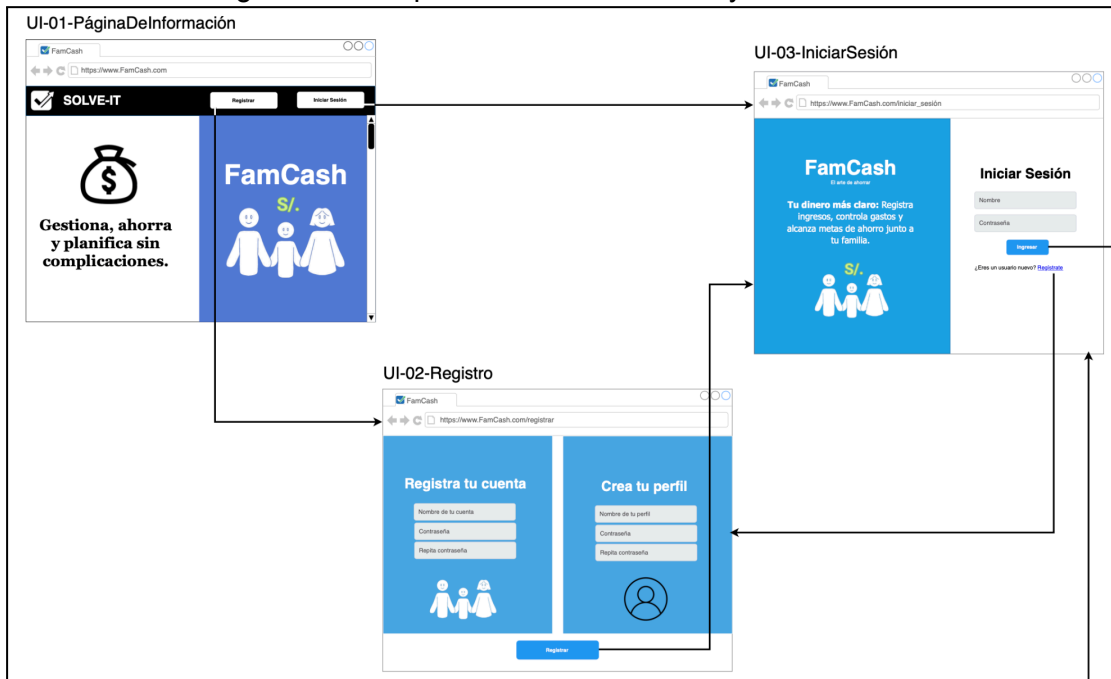 UI-01-PáginaDeInformación
FamCash
https://www.FamCash.com
SOLVE-IT
Registrar
Iniciar Sesión
Gestiona, ahorra
y planifica sin
complicaciones.
FamCash
S/.
UI-03-IniciarSesión
FamCash
https://www.FamCash.com/iniciar_sesión
FamCash
El arte de ahorrar
Tu dinero más claro: Registra
ingresos, controla gastos y
alcanza metas de ahorro junto a
tu familia.
S/.
Iniciar Sesión
Nombre
Contraseña
Ingresar
¿Eres un usuario nuevo? Regístrate
UI-02-Registro
FamCash
https://www.FamCash.com/registrar
Registra tu cuenta
Nombre de tu cuenta
Contraseña
Repita contraseña
Crea tu perfil
Nombre de tu perfil
Contraseña
Repita contraseña
Registrar